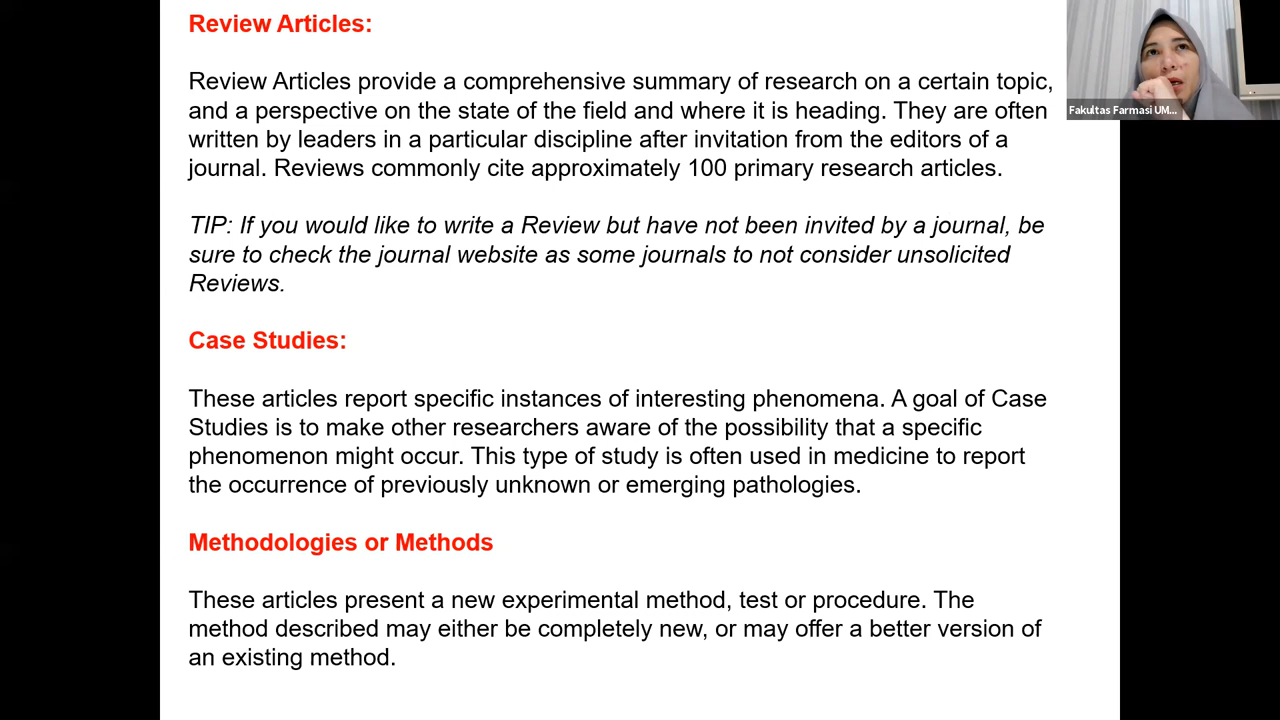 Review Articles:
Review Articles provide a comprehensive summary of research on a certain topic,
and a perspective on the state of the field and where it is heading. They are often
written by leaders in a particular discipline after invitation from the editors of a
journal. Reviews commonly cite approximately 100 primary research articles.
TIP: If you would like to write a Review but have not been invited by a journal, be
sure to check the journal website as some journals to not consider unsolicited
Reviews.
Case Studies:
These articles report specific instances of interesting phenomena. A goal of Case
Studies is to make other researchers aware of the possibility that a specific
phenomenon might occur. This type of study is often used in medicine to report
the occurrence of previously unknown or emerging pathologies.
Methodologies or Methods
These articles present a new experimental method, test or procedure. The
method described may either be completely new, or may offer a better version of
an existing method.
Fakultas Farmasi UM...